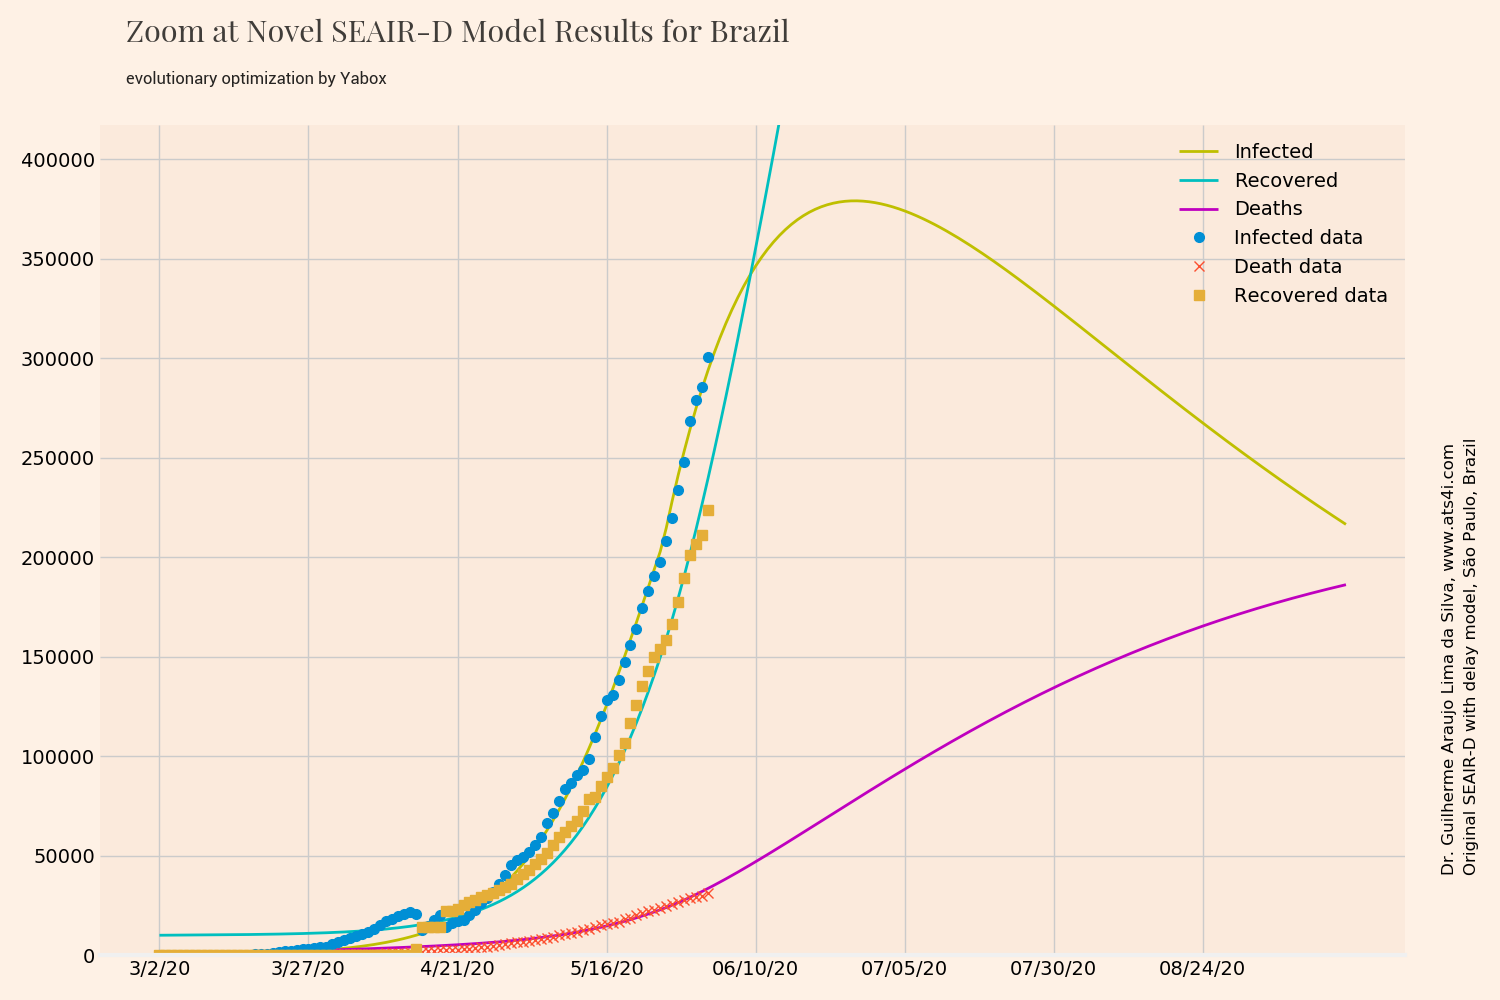 Zoom at Novel SEAIR-D Model Results for Brazil
evolutionary optimization by Yabox
400000
350000
300000
250000
200000
150000
100000
50000
0
3/2/20
3/27/20
4/21/20
5/16/20
06/10/20
07/05/20
07/30/20
08/24/20
Infected
Recovered
Deaths
Infected data
Death data
Recovered data
Dr. Guilherme Araujo Lima da Silva, www.ats4i.com
Original SEAIR-D with delay model, São Paulo, Brazil